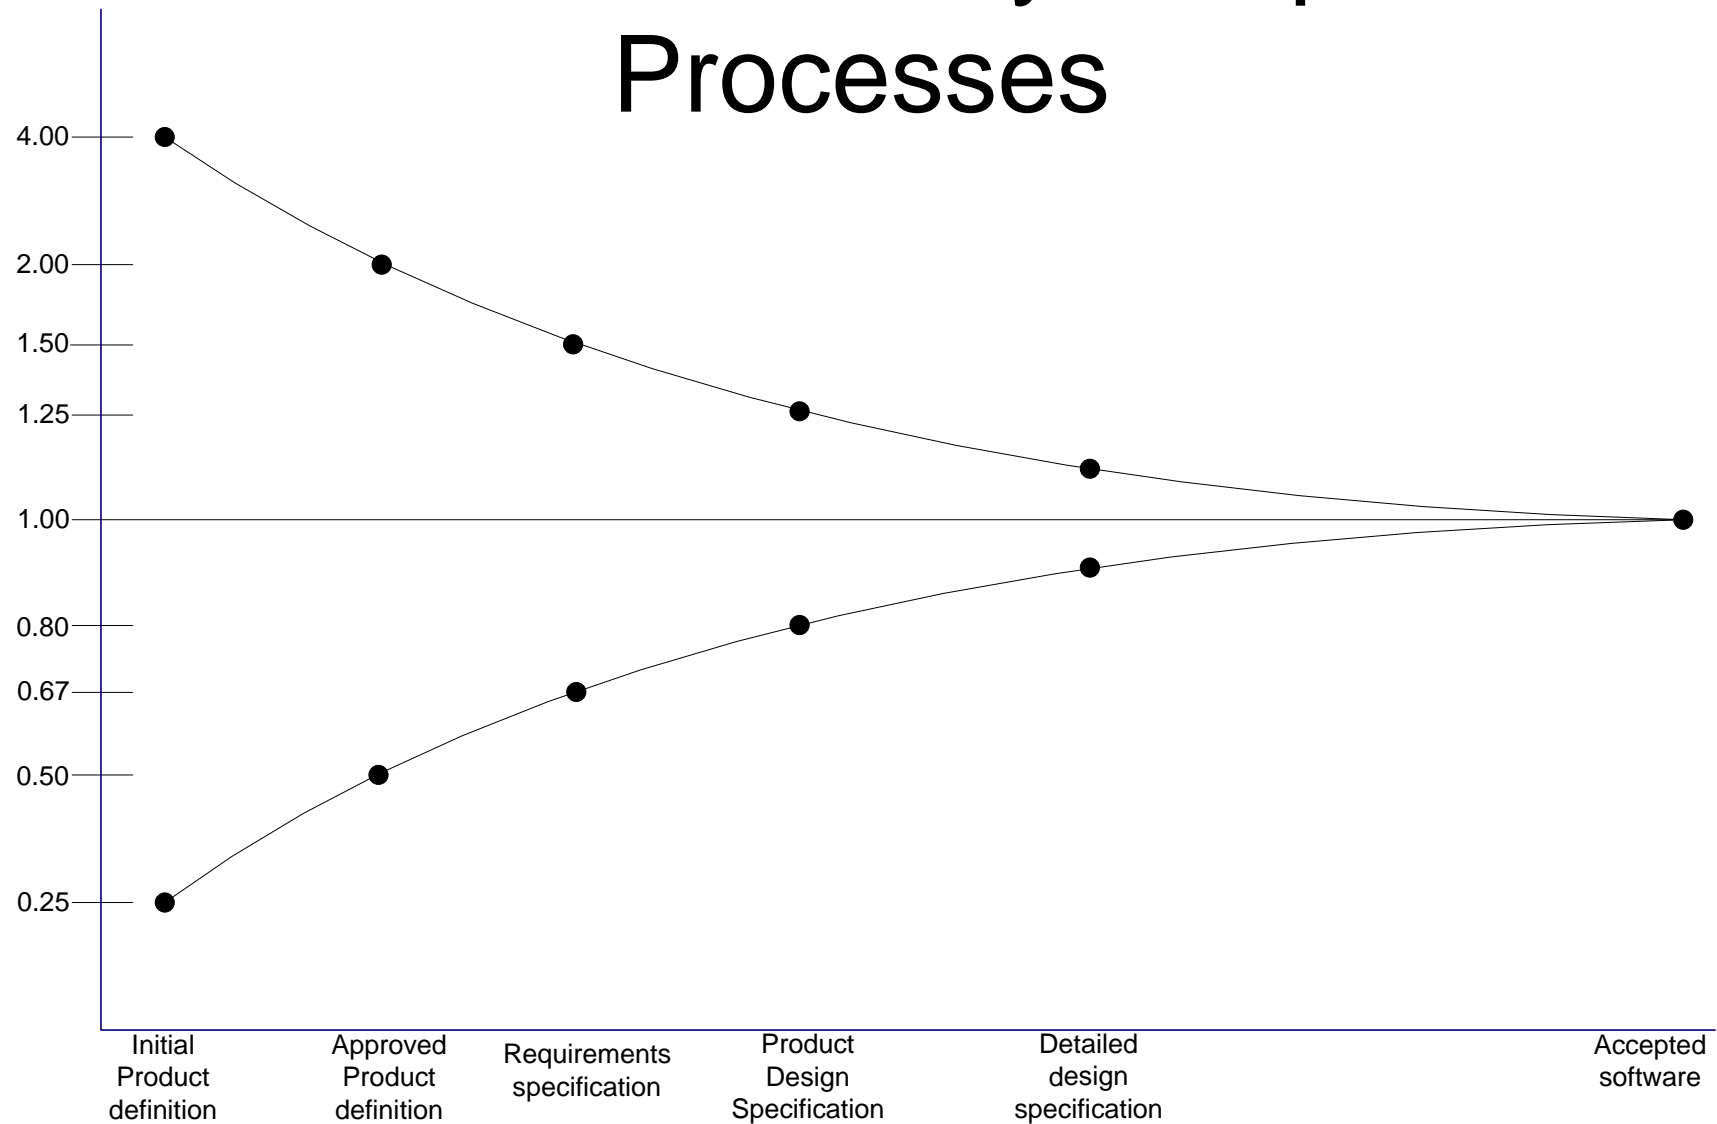 Processes
4.00
2.00
1.50
1.25
1.00
0.80
0.67
0.50
0.25
Initial
Product
definition
Approved
Product
definition
Requirements
specification
Product
Design
Specification
Detailed
design
specification
Accepted
software